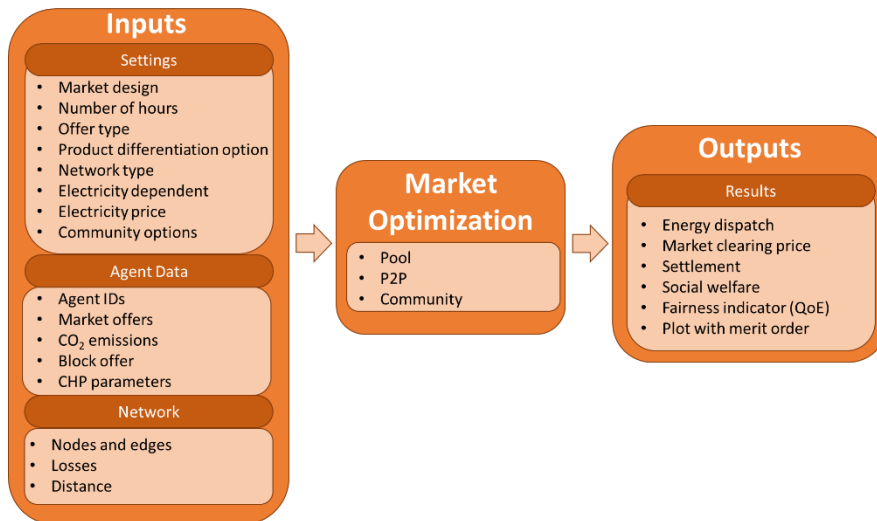 Inputs
Settings
• Market design
• Number of hours
• Offer type
• Product differentiation option
• Network type
• Electricity dependent
• Electricity price
• Community options
Agent Data
• Agent IDs
• Market offers
• CO₂ emissions
• Block offer
• CHP parameters
Network
• Nodes and edges
• Losses
• Distance
Market
Optimization
• Pool
• P2P
• Community
Outputs
Results
• Energy dispatch
• Market clearing price
• Settlement
• Social welfare
• Fairness indicator (QoE)
• Plot with merit order